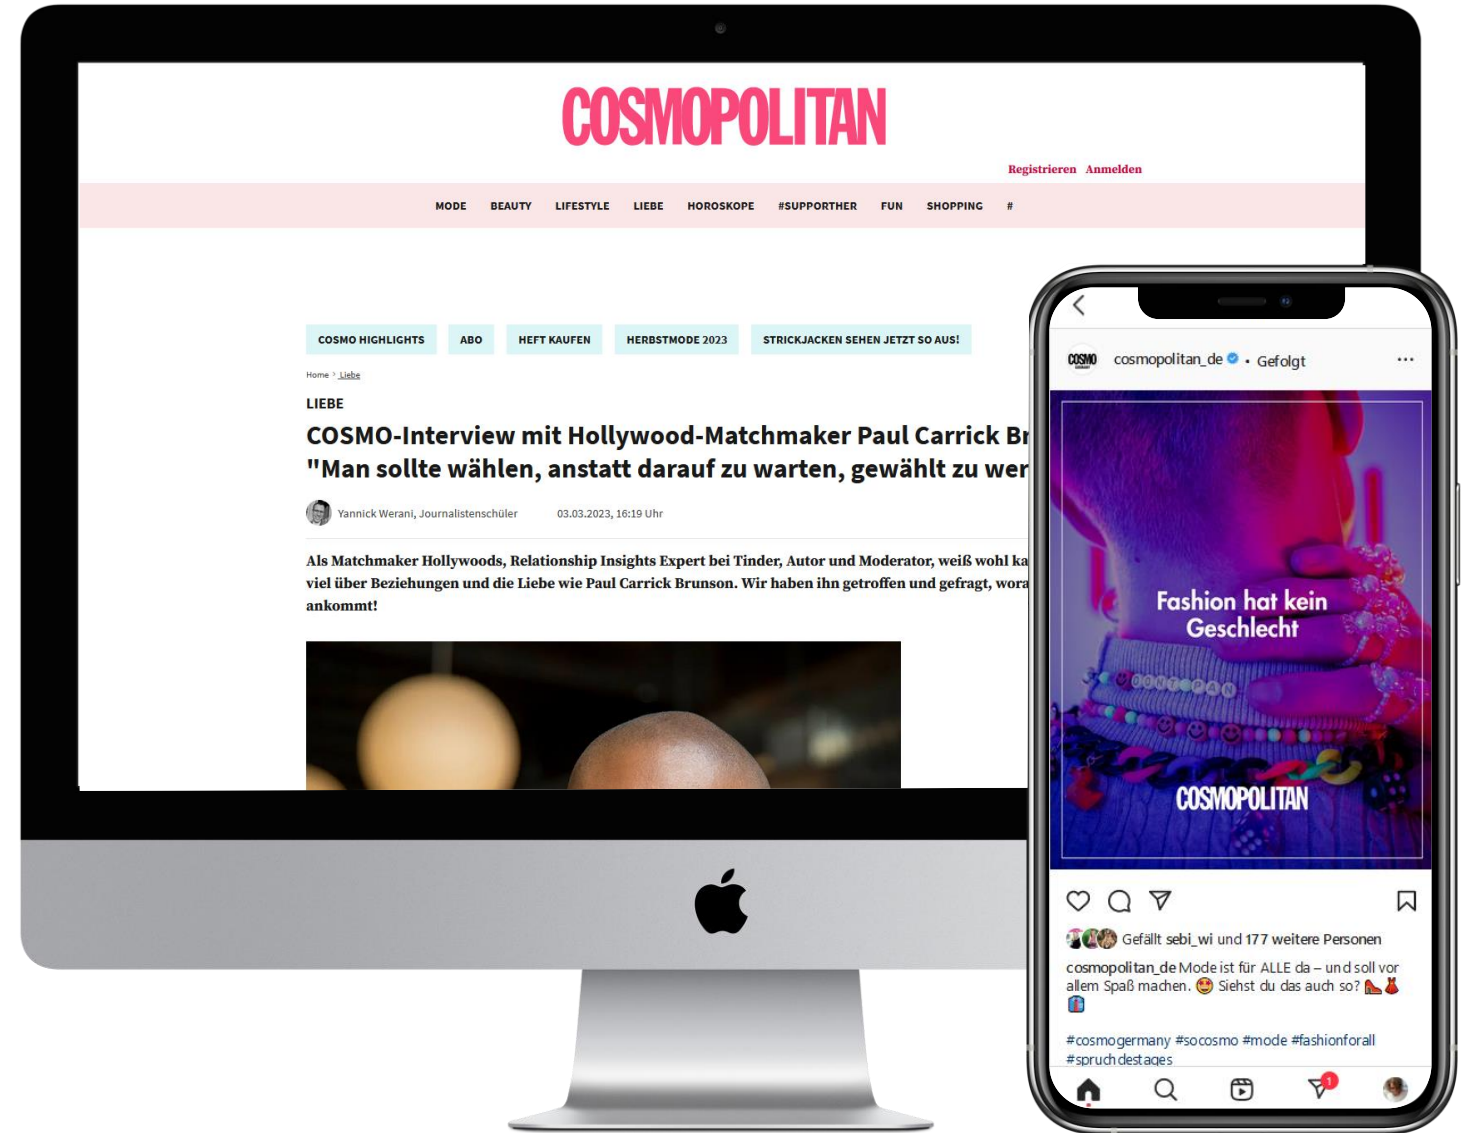 COSMOPOLITAN
Registrieren Anmelden
MODE BEAUTY LIFESTYLE LIEBE HOROSKOPE #SUPPORTHER FUN SHOPPING #
COSMO HIGHLIGHTS ABO HEFT KAUFEN HERBSTMODE 2023 STRICKJACKEN SEHEN JETZT SO AUS!
Home > Liebe
LIEBE
COSMO-Interview mit Hollywood-Matchmaker Paul Carrick Br
"Man sollte wählen, anstatt darauf zu warten, gewählt zu wer
Yannick Werani, Journalistenschüler 03.03.2023, 16:19 Uhr
Als Matchmaker Hollywoods, Relationship Insights Expert bei Tinder, Autor und Moderator, weiß wohl ka
viel über Beziehungen und die Liebe wie Paul Carrick Brunson. Wir haben ihn getroffen und gefragt, wora
ankommt!
COSMO
GERMANY
cosmopolitan_de • Gefolgt
Fashion hat kein
Geschlecht
DONT PAN
COSMOPOLITAN
Gefällt sebi_wi und 177 weitere Personen
cosmopolitan_de Mode ist für ALLE da – und soll vor
allem Spaß machen. 😍 Siehst du das auch so? 👠👗
👔
#cosmogermany #socosmo #mode #fashionforall
#spruchdestages
1